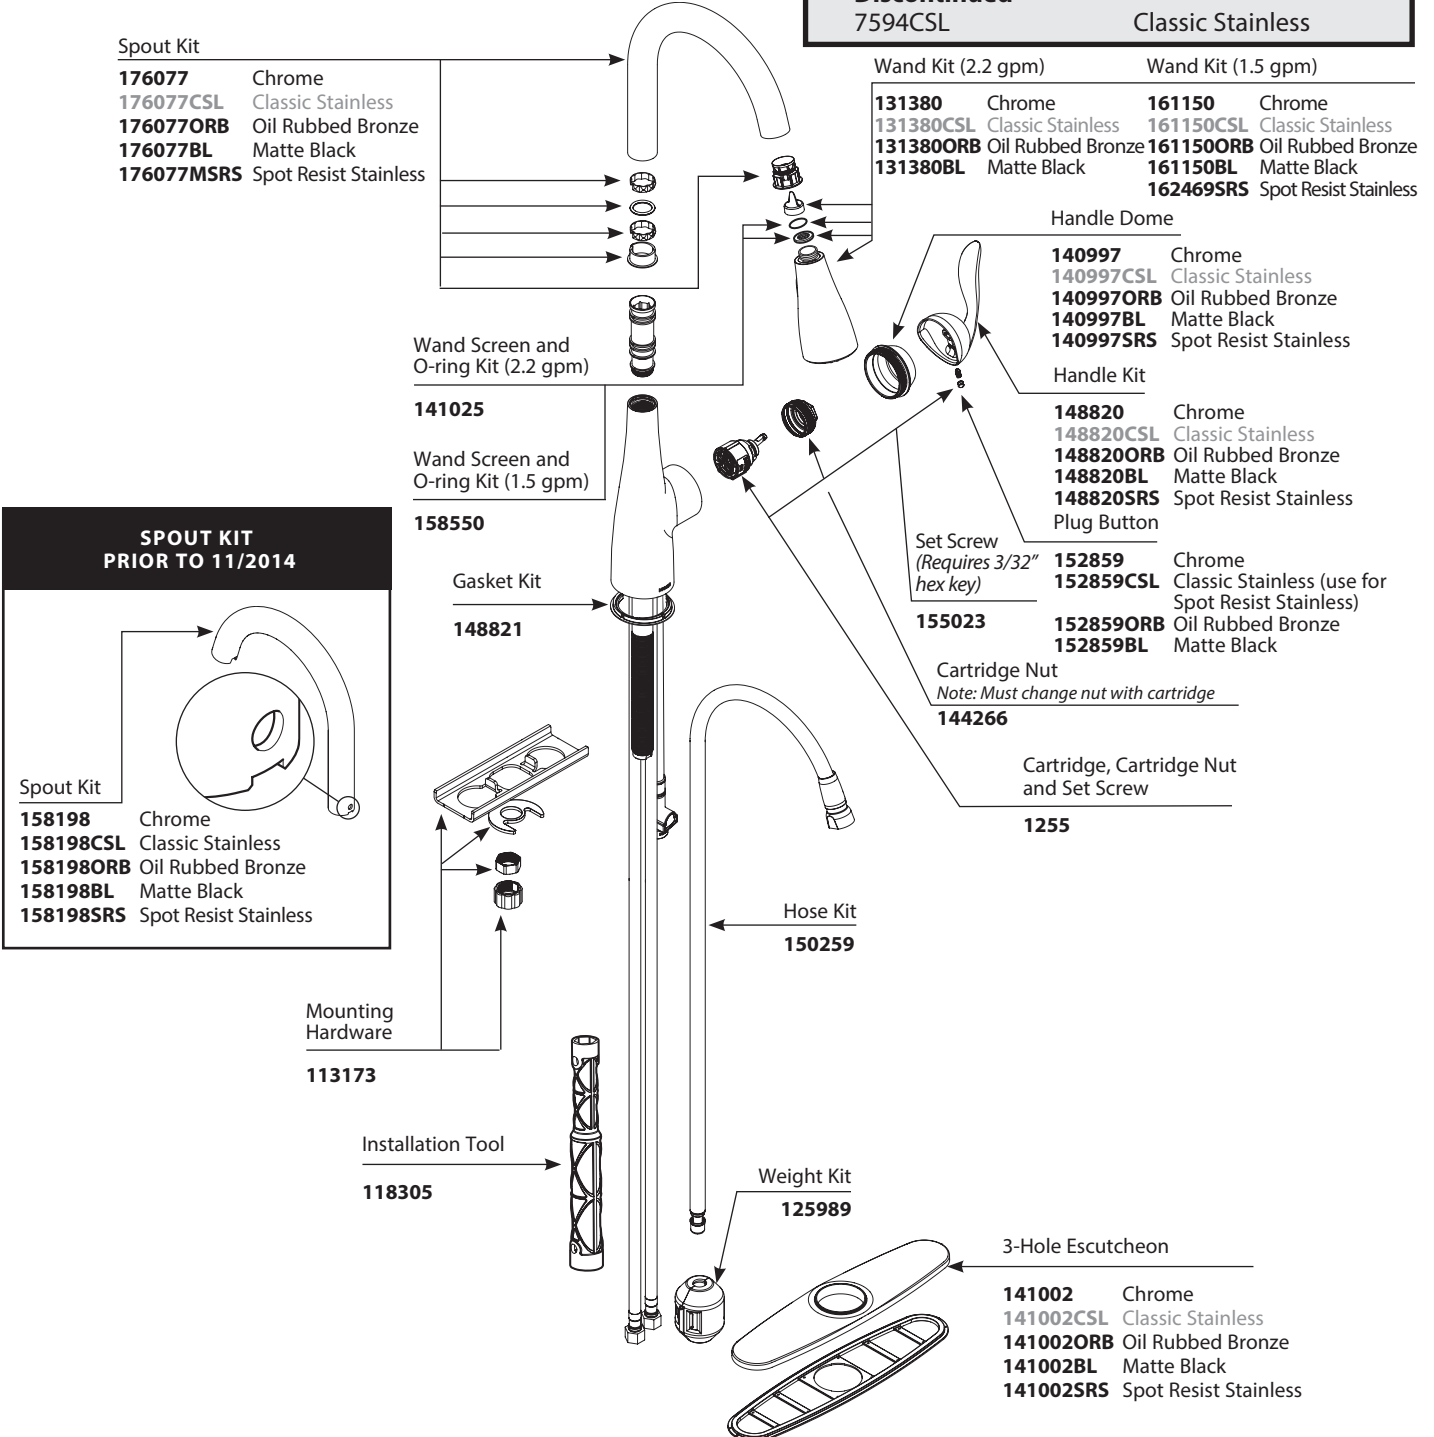 Discontinued
7594CSL Classic Stainless
Spout Kit
176077 Chrome
176077CSL Classic Stainless
176077ORB Oil Rubbed Bronze
176077BL Matte Black
176077MSRS Spot Resist Stainless
Wand Kit (2.2 gpm)
131380 Chrome
131380CSL Classic Stainless
131380ORB Oil Rubbed Bronze
131380BL Matte Black
Wand Kit (1.5 gpm)
161150 Chrome
161150CSL Classic Stainless
161150ORB Oil Rubbed Bronze
161150BL Matte Black
162469SRS Spot Resist Stainless
Handle Dome
140997 Chrome
140997CSL Classic Stainless
140997ORB Oil Rubbed Bronze
140997BL Matte Black
140997SRS Spot Resist Stainless
Wand Screen and
O-ring Kit (2.2 gpm)
141025
Wand Screen and
O-ring Kit (1.5 gpm)
158550
Handle Kit
148820 Chrome
148820CSL Classic Stainless
148820ORB Oil Rubbed Bronze
148820BL Matte Black
148820SRS Spot Resist Stainless
Plug Button
152859 Chrome
152859CSL Classic Stainless (use for
Spot Resist Stainless)
152859ORB Oil Rubbed Bronze
152859BL Matte Black
Set Screw
(Requires 3/32”
hex key)
155023
SPOUT KIT
PRIOR TO 11/2014
Spout Kit
158198 Chrome
158198CSL Classic Stainless
158198ORB Oil Rubbed Bronze
158198BL Matte Black
158198SRS Spot Resist Stainless
Gasket Kit
148821
Cartridge Nut
Note: Must change nut with cartridge
144266
Cartridge, Cartridge Nut
and Set Screw
1255
Hose Kit
150259
Mounting
Hardware
113173
Installation Tool
118305
Weight Kit
125989
3-Hole Escutcheon
141002 Chrome
141002CSL Classic Stainless
141002ORB Oil Rubbed Bronze
141002BL Matte Black
141002SRS Spot Resist Stainless